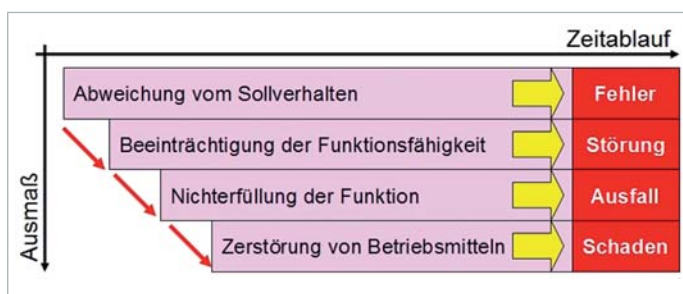 Zeitablauf
Ausmaß
Abweichung vom Sollverhalten
Fehler
Beeinträchtigung der Funktionsfähigkeit
Störung
Nichterfüllung der Funktion
Ausfall
Zerstörung von Betriebsmitteln
Schaden